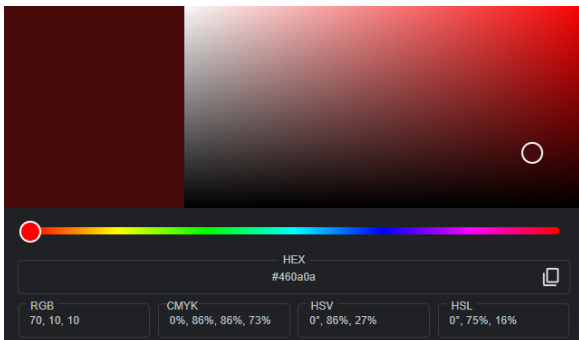 HEX
#460a0a
RGB
70, 10, 10
CMYK
0%, 86%, 86%, 73%
HSV
0°, 86%, 27%
HSL
0°, 75%, 16%